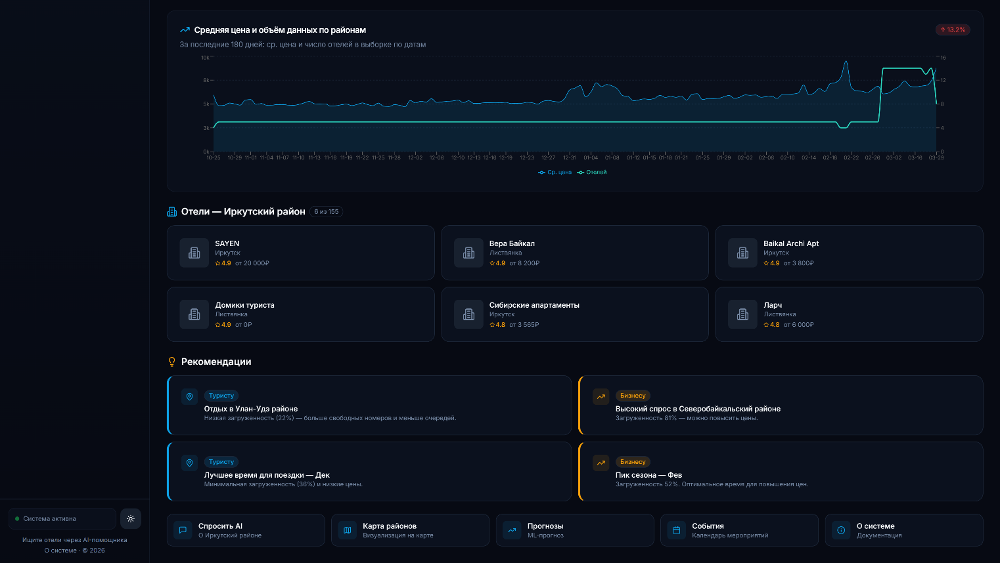 Средняя цена и объём данных по районам
↑ 13.2%
За последние 180 дней: ср. цена и число отелей в выборке по датам
10k
8k
5k
3k
0k
16
12
8
4
0
10-25 10-29 11-01 11-04 11-07 11-10 11-13 11-16 11-19 11-22 11-25 11-28 12-02 12-06 12-10 12-13 12-16 12-19 12-23 12-27 12-31 01-04 01-08 01-12 01-15 01-18 01-21 01-25 01-29 02-02 02-06 02-10 02-14 02-18 02-22 02-26 03-02 03-16 03-29
Ср. цена Отелей
Отели — Иркутский район 6 из 155
SAYEN
Иркутск
4.9 от 20 000₽
Вера Байкал
Листвянка
4.9 от 8 200₽
Baikal Archi Apt
Иркутск
4.9 от 3 800₽
Домики туриста
Листвянка
4.9 от 0₽
Сибирские апартаменты
Иркутск
4.8 от 3 565₽
Ларч
Листвянка
4.8 от 6 000₽
Рекомендации
Туристу
Отдых в Улан-Удэ районе
Низкая загруженность (22%) — больше свободных номеров и меньше очередей.
Бизнесу
Высокий спрос в Северобайкальский районе
Загруженность 81% — можно повысить цены.
Туристу
Лучшее время для поездки — Дек
Минимальная загруженность (36%) и низкие цены.
Бизнесу
Пик сезона — Фев
Загруженность 52%. Оптимальное время для повышения цен.
Спросить AI
О Иркутский районе
Карта районов
Визуализация на карте
Прогнозы
ML-прогноз
События
Календарь мероприятий
О системе
Документация
Система активна
Ищите отели через AI-помощника
О системе · © 2026